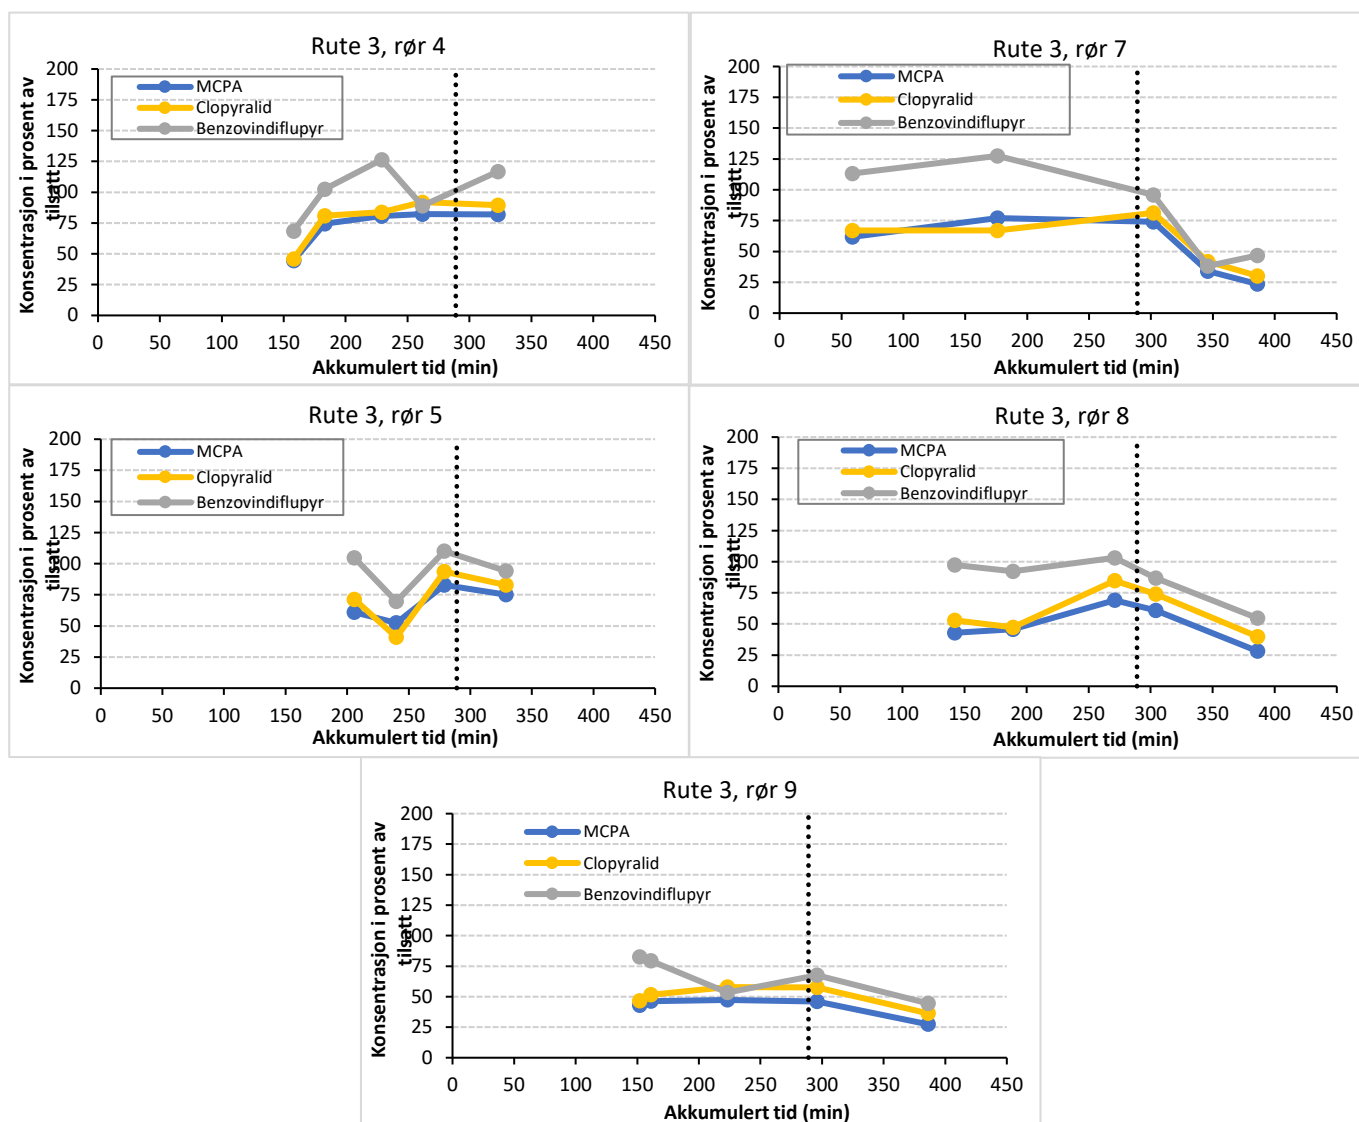 Rute 3, rør 4
Konsentrasjon i prosent av
tilsatt
200
175
150
125
100
75
50
25
0
MCPA
Clopyralid
Benzovindiflupyr
0 50 100 150 200 250 300 350 400 450
Akkumulert tid (min)
Rute 3, rør 7
Konsentrasjon i prosent av
tilsatt
200
175
150
125
100
75
50
25
0
MCPA
Clopyralid
Benzovindiflupyr
0 50 100 150 200 250 300 350 400 450
Akkumulert tid (min)
Rute 3, rør 5
Konsentrasjon i prosent av
tilsatt
200
175
150
125
100
75
50
25
0
MCPA
Clopyralid
Benzovindiflupyr
0 50 100 150 200 250 300 350 400 450
Akkumulert tid (min)
Rute 3, rør 8
Konsentrasjon i prosent av
tilsatt
200
175
150
125
100
75
50
25
0
MCPA
Clopyralid
Benzovindiflupyr
0 50 100 150 200 250 300 350 400 450
Akkumulert tid (min)
Rute 3, rør 9
Konsentrasjon i prosent av
tilsatt
200
175
150
125
100
75
50
25
0
MCPA
Clopyralid
Benzovindiflupyr
0 50 100 150 200 250 300 350 400 450
Akkumulert tid (min)